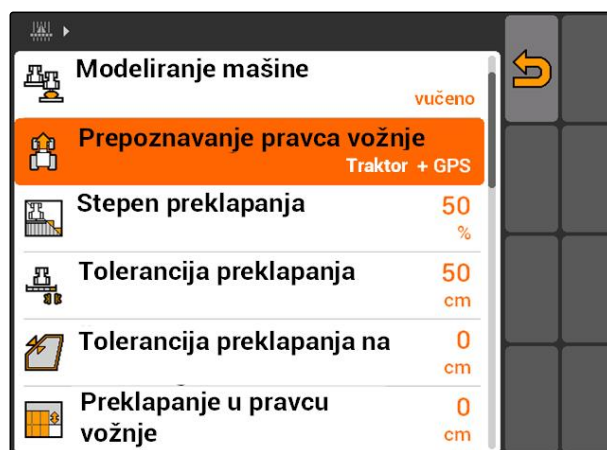 Modeliranje mašine
vučeno
Prepoznavanje pravca vožnje
Traktor + GPS
Stepen preklapanja
50
%
Tolerancija preklapanja
50
cm
Tolerancija preklapanja na
0
cm
Preklapanje u pravcu
vožnje
0
cm